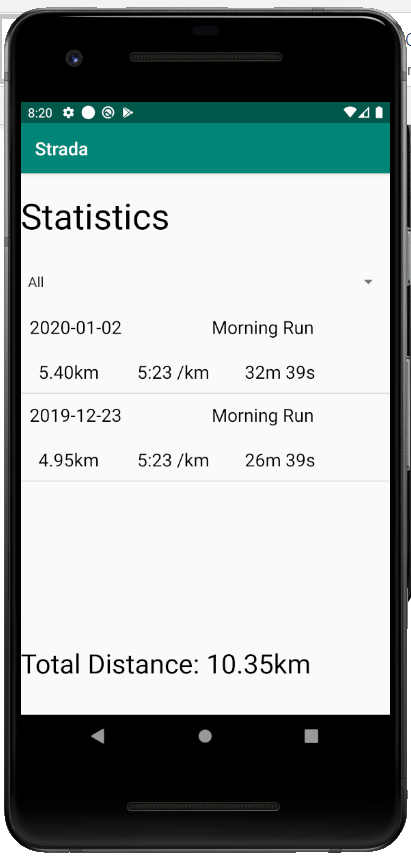 8:20
Strada
Statistics
All
2020-01-02 Morning Run
5.40km 5:23 /km 32m 39s
2019-12-23 Morning Run
4.95km 5:23 /km 26m 39s
Total Distance: 10.35km